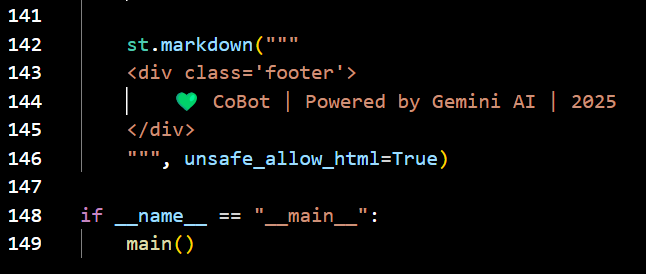 141
142 st.markdown("""
143 <div class='footer'>
144 💚 CoBot | Powered by Gemini AI | 2025
145 </div>
146 """, unsafe_allow_html=True)
147
148 if __name__ == "__main__":
149 main()